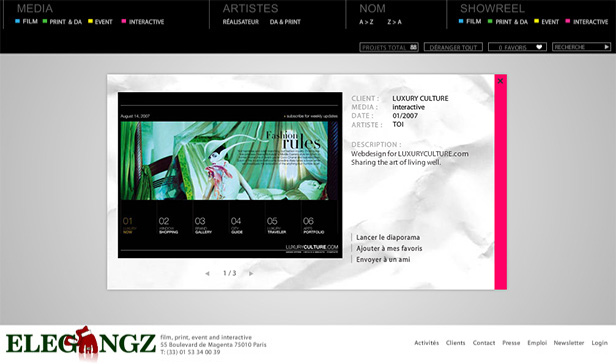 MEDIA
FILM PRINT & DA EVENT INTERACTIVE
ARTISTES
RÉALISATEUR DA & PRINT
NOM
A > Z Z > A
SHOWREEL
FILM PRINT & DA EVENT INTERACTIVE
PROJETS TOTAL
DÉRANGER TOUT
0 FAVORIS
RECHERCHE
August 14, 2007
» subscribe for weekly updates
Fashion
rules
01 LUXURY NOW
02 WINDOW SHOPPING
03 BRAND GALLERY
04 CITY GUIDE
05 LUXURY TRAVELER
06 ARTS PORTFOLIO
LUXURYCULTURE.COM
1 / 3
CLIENT : LUXURY CULTURE
MEDIA : interactive
DATE : 01/2007
ARTISTE : TOI
DESCRIPTION :
Webdesign for LUXURYCULTURE.com
Sharing the art of living well.
Lancer le diaporama
Ajouter à mes favoris
Envoyer à un ami
ELEGANGZ
film, print, event and interactive
55 Boulevard de Magenta 75010 Paris
T: (33) 01 53 34 00 39
Activités Clients Contact Presse Emploi Newsletter Login